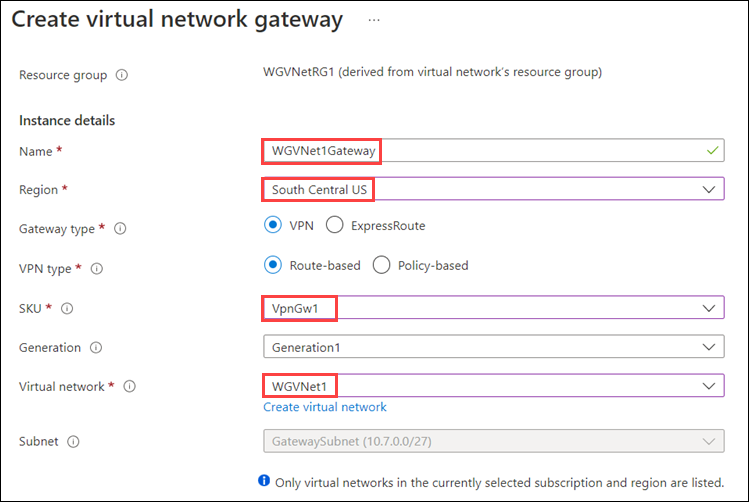 Create virtual network gateway ...
Resource group WGVNetRG1 (derived from virtual network's resource group)
Instance details
Name * WGVNet1Gateway
Region * South Central US
Gateway type * VPN ExpressRoute
VPN type * Route-based Policy-based
SKU * VpnGw1
Generation Generation1
Virtual network * WGVNet1
Create virtual network
Subnet GatewaySubnet (10.7.0.0/27)
Only virtual networks in the currently selected subscription and region are listed.